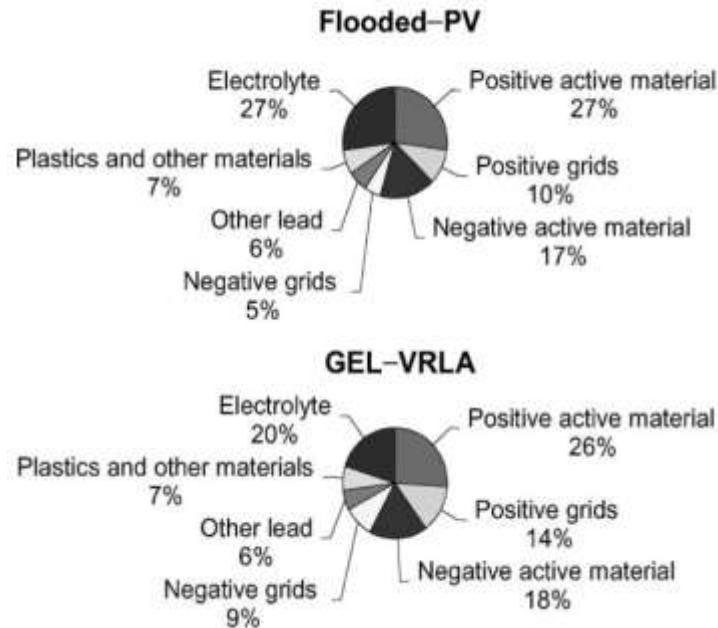 Flooded–PV
Electrolyte
27%
Positive active material
27%
Plastics and other materials
7%
Positive grids
10%
Other lead
6%
Negative active material
17%
Negative grids
5%
GEL–VRLA
Electrolyte
20%
Positive active material
26%
Plastics and other materials
7%
Positive grids
14%
Other lead
6%
Negative active material
18%
Negative grids
9%